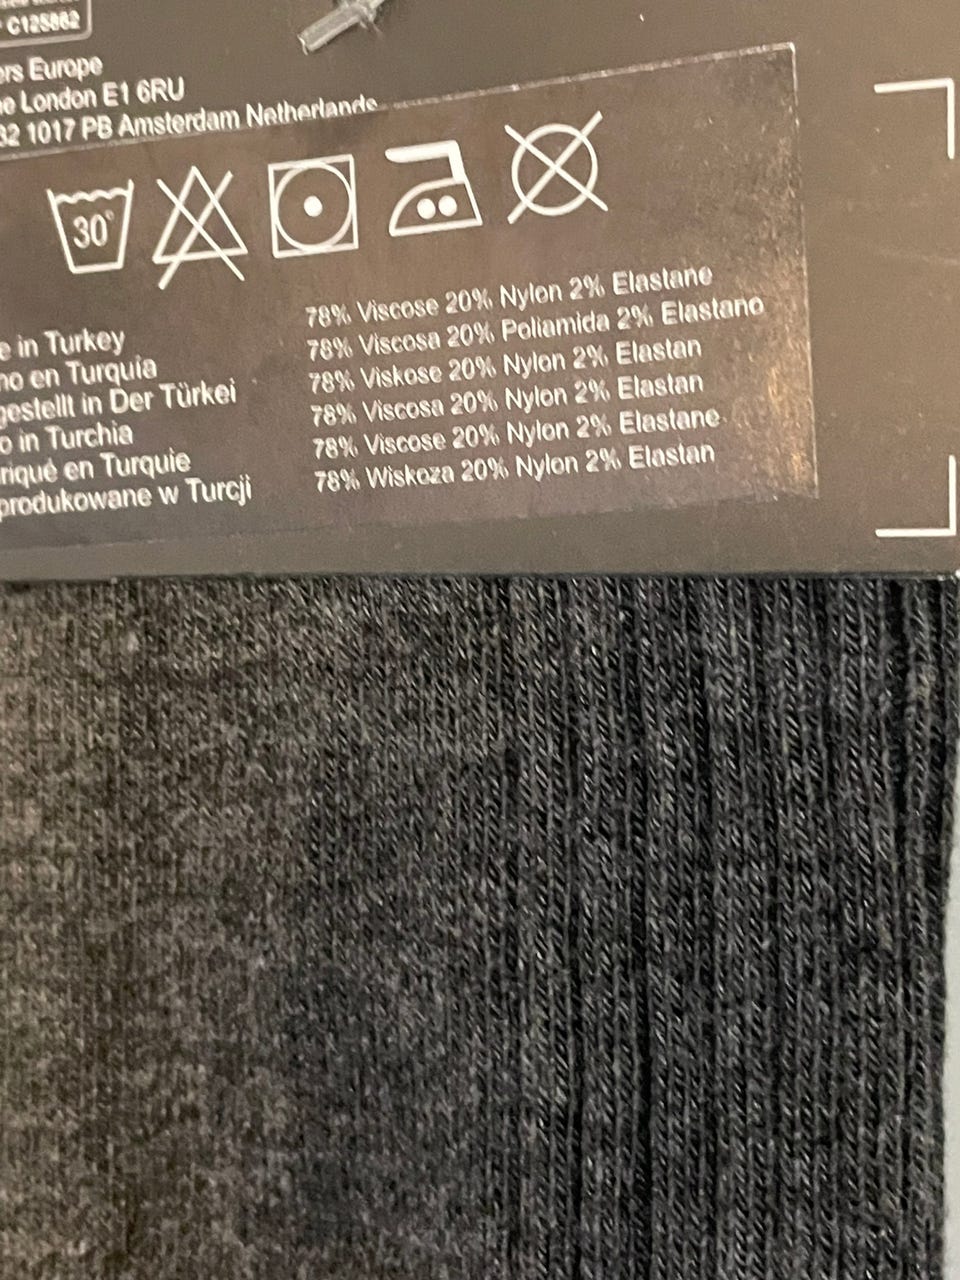 C125862
ers Europe
London E1 6RU
32 1017 PB Amsterdam Netherlands
30°
78% Viscose 20% Nylon 2% Elastane
78% Viscosa 20% Poliamida 2% Elastano
78% Viskose 20% Nylon 2% Elastan
78% Viscosa 20% Nylon 2% Elastan
78% Viscose 20% Nylon 2% Elastane
78% Wiskoza 20% Nylon 2% Elastan
e in Turkey
no en Turquia
gestellt in Der Türkei
o in Turchia
riqué en Turquie
produkowane w Turcji